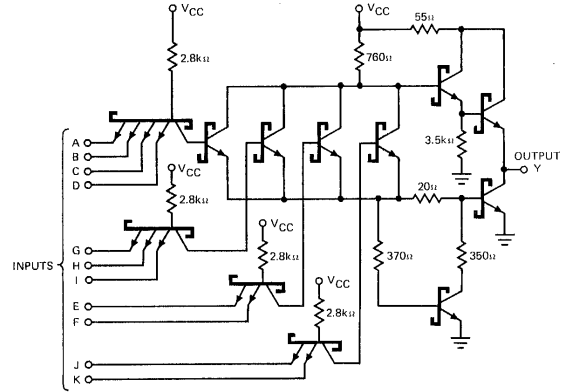 VCC
VCC
55Ω
2.8kΩ
760Ω
A
B
C
D
3.5kΩ
OUTPUT
Y
VCC
2.8kΩ
20Ω
G
H
I
INPUTS
VCC
2.8kΩ
370Ω
350Ω
E
F
VCC
2.8kΩ
J
K